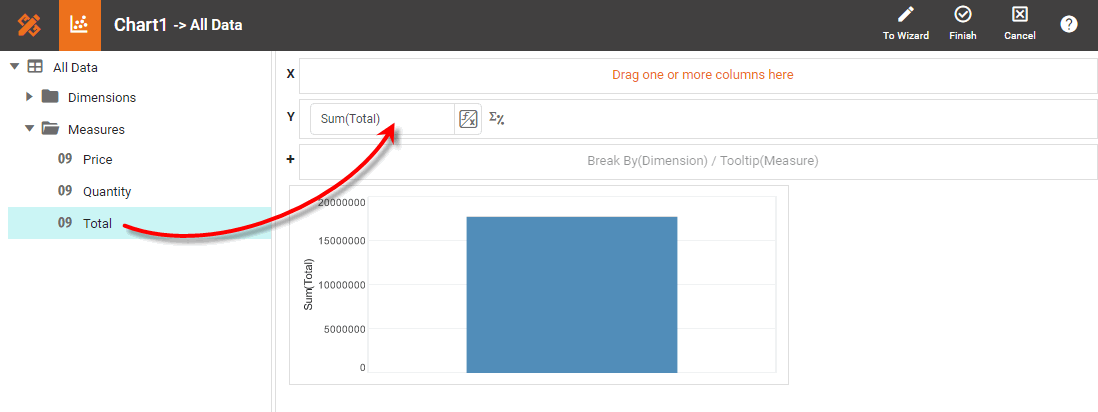 Chart1 -> All Data
To Wizard
Finish
Cancel
?
All Data
Dimensions
Measures
09 Price
09 Quantity
09 Total
X
Drag one or more columns here
Y
Sum(Total)
+
Break By(Dimension) / Tooltip(Measure)
20000000
15000000
10000000
5000000
0
Sum(Total)